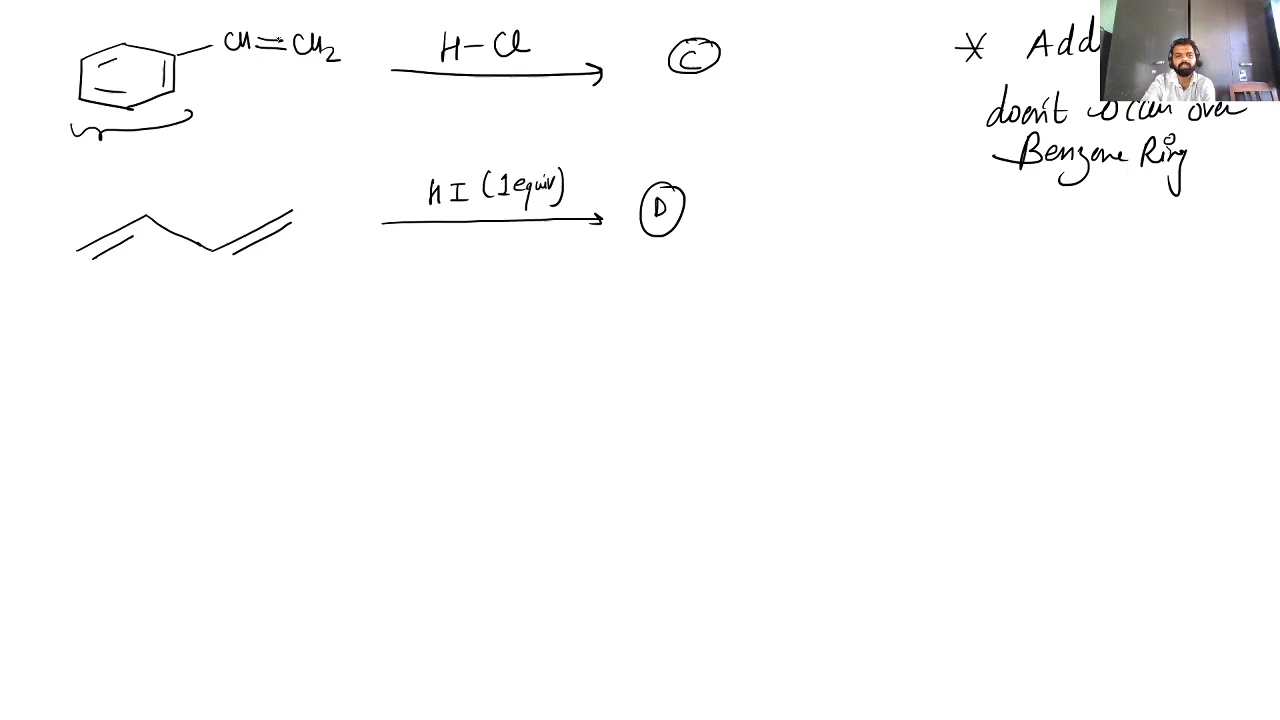 CH=CH2 H-Cl C
* Add
doesn't occur over
Benzene Ring
HI (1equiv) D